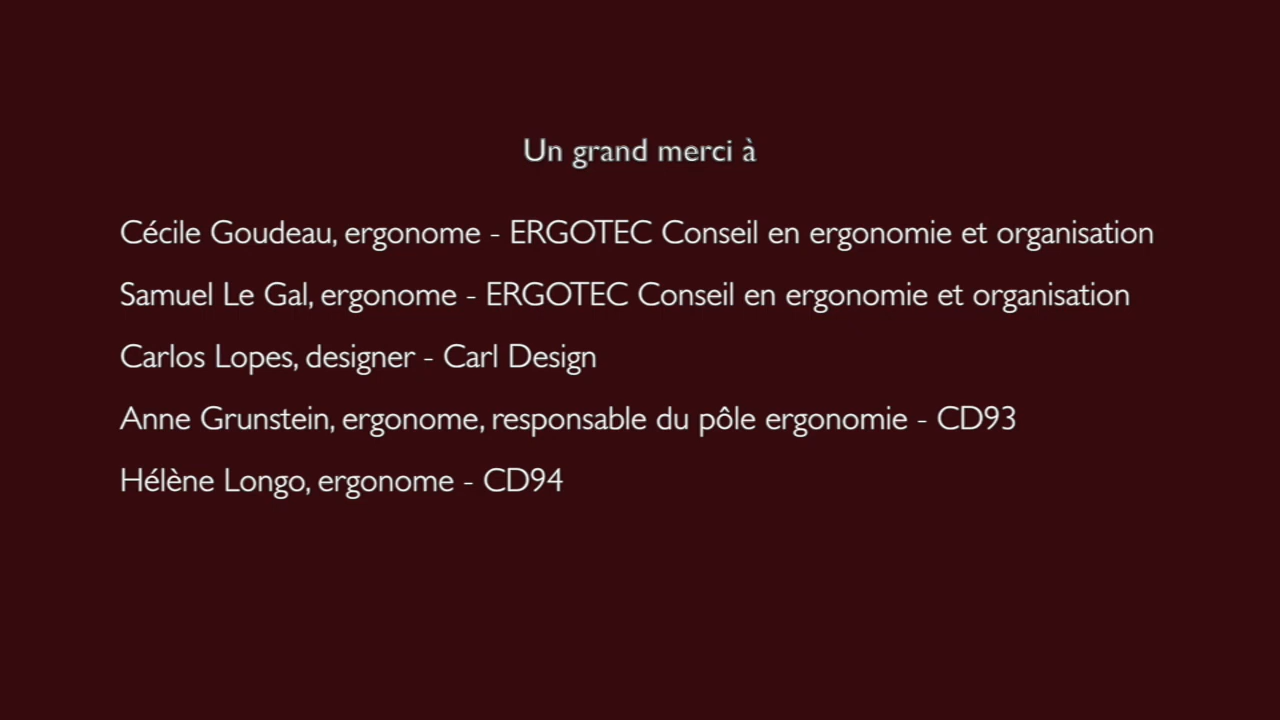 Un grand merci à
Cécile Goudeau, ergonome - ERGOTEC Conseil en ergonomie et organisation
Samuel Le Gal, ergonome - ERGOTEC Conseil en ergonomie et organisation
Carlos Lopes, designer - Carl Design
Anne Grunstein, ergonome, responsable du pôle ergonomie - CD93
Hélène Longo, ergonome - CD94